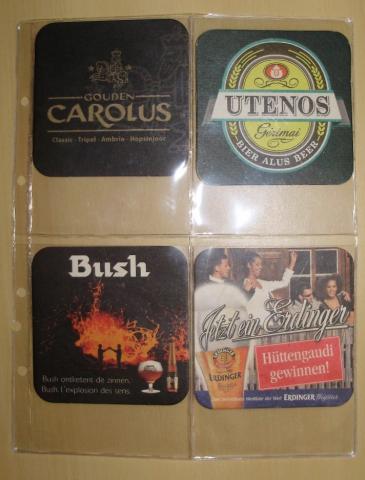 GOUDEN
CAROLUS
Classic - Tripel - Ambrio - Hopsinjoor
UTENOS
Gėrimai
BIER ALUS BEER
Bush
Bush ontketent de zinnen.
Bush, l'explosion des sens.
Jetzt ein Erdinger
Hüttengaudi
gewinnen!
ERDINGER
ERDINGER Weißbier